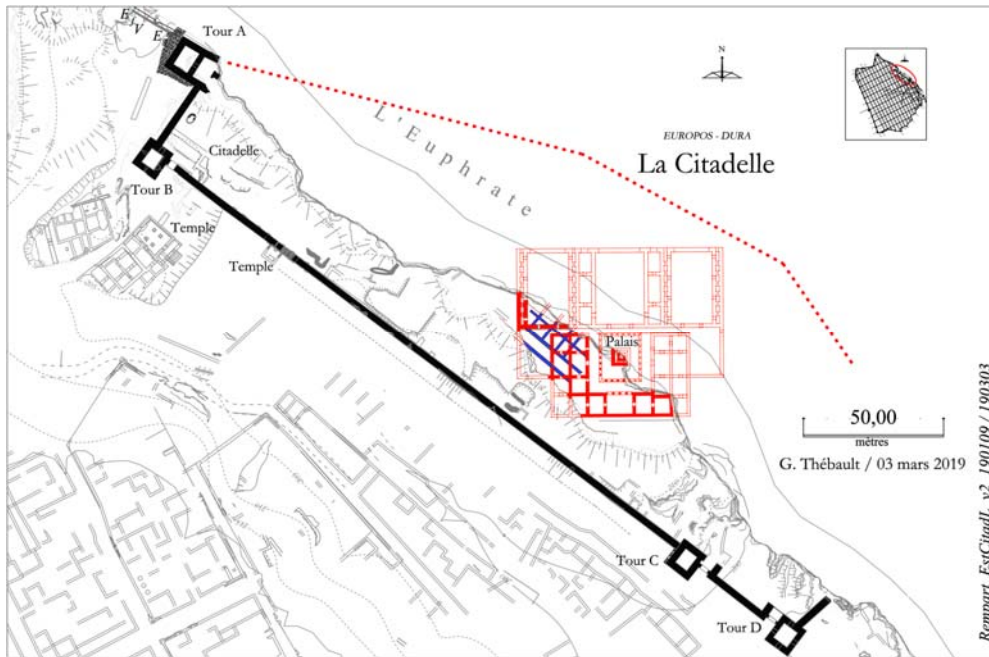 E
V
E
Tour A
N
L'Euphrate
EUROPOS - DURA
La Citadelle
Citadelle
Tour B
Temple
Temple
Palais
50,00
mètres
G. Thébault / 03 mars 2019
Tour C
Tour D
Rempart_EstCitadL_v2_190109 / 190303